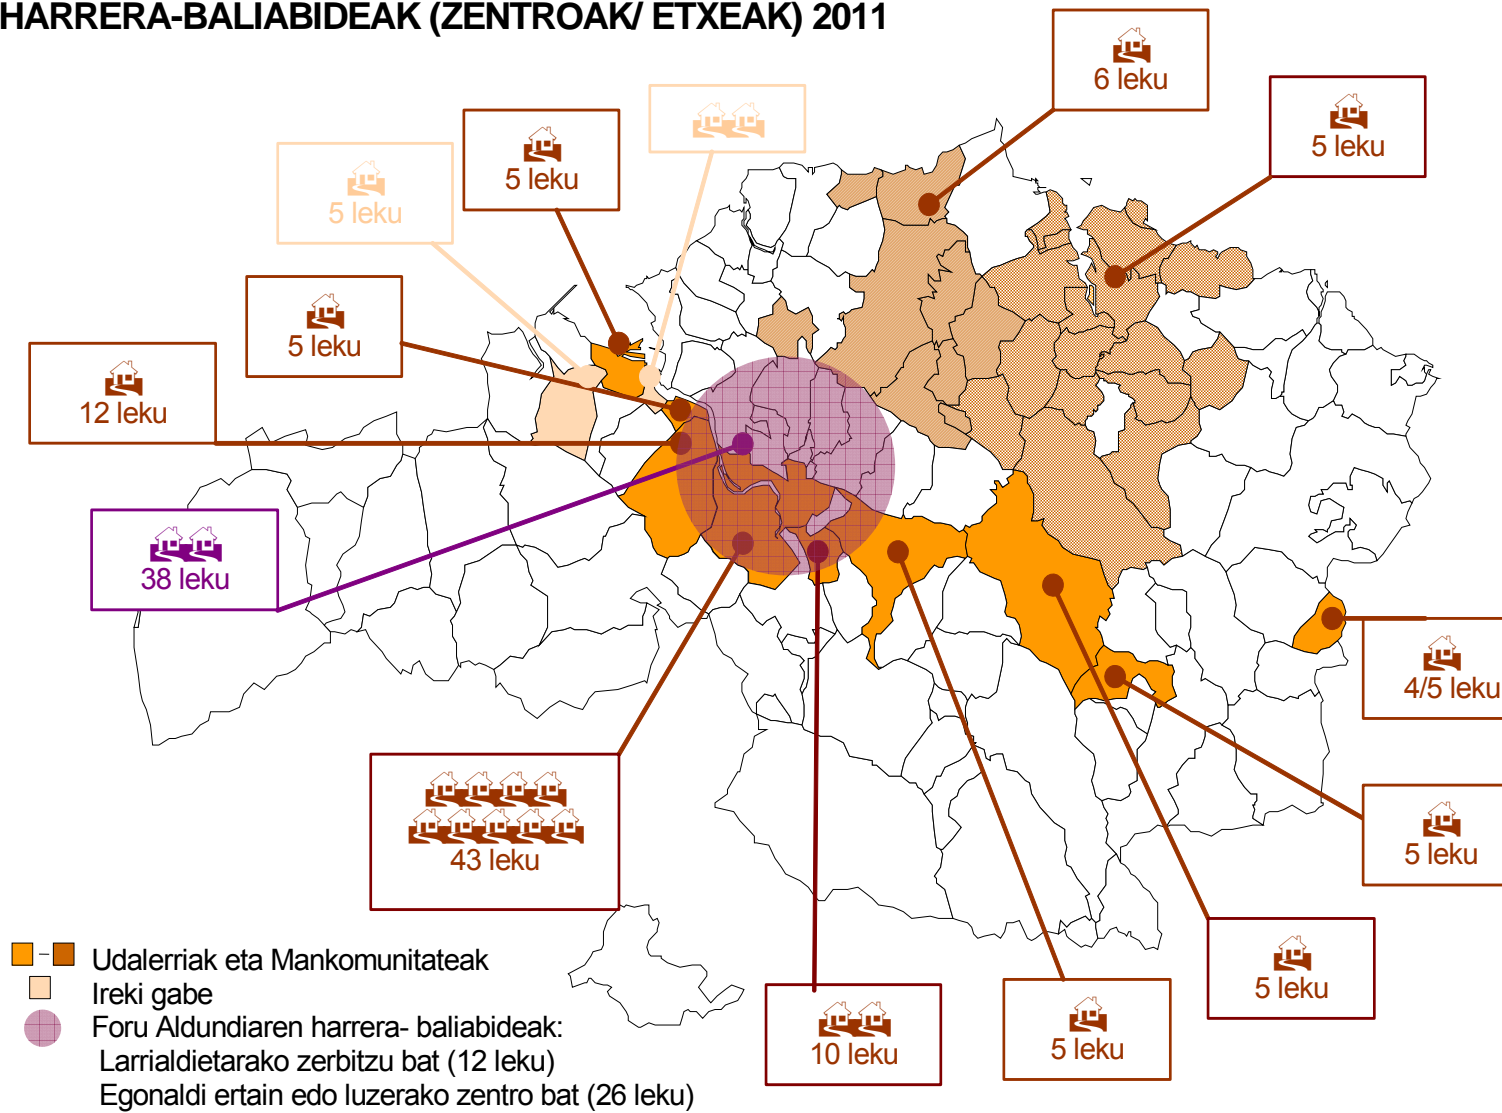 HARRERA-BALIABIDEAK (ZENTROAK/ ETXEAK) 2011
6 leku
5 leku
5 leku
5 leku
5 leku
12 leku
38 leku
4/5 leku
43 leku
5 leku
5 leku
10 leku
5 leku
Udalerriak eta Mankomunitateak
Ireki gabe
Foru Aldundiaren harrera- baliabideak:
Larrialdietarako zerbitzu bat (12 leku)
Egonaldi ertain edo luzerako zentro bat (26 leku)